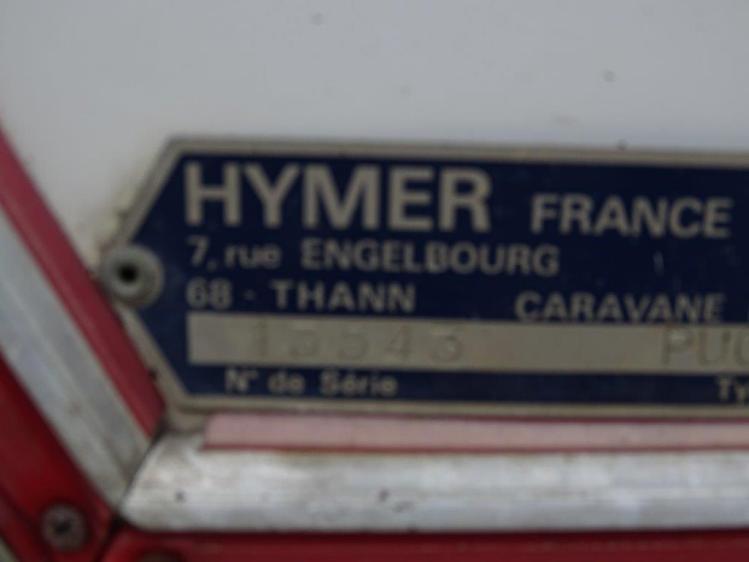 HYMER FRANCE
7, rue ENGELBOURG
68 - THANN CARAVANE
N° de Série